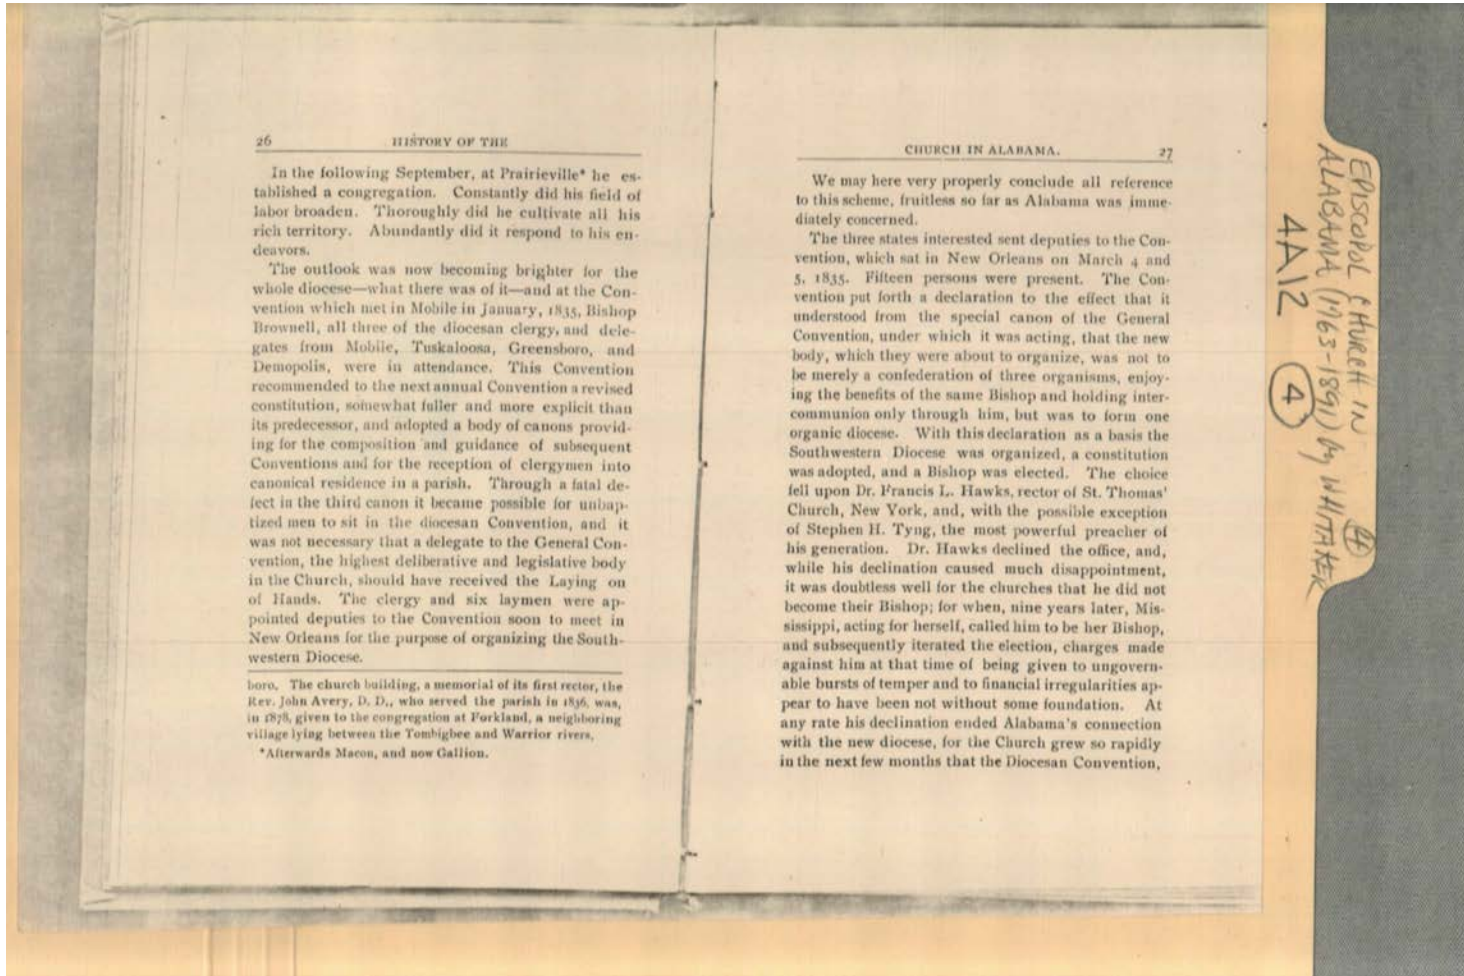 26 HISTORY OF THE
In the following September, at Prairieville* he es-
tablished a congregation. Constantly did his field of
labor broaden. Thoroughly did he cultivate all his
rich territory. Abundantly did it respond to his en-
deavors.
The outlook was now becoming brighter for the
whole diocese—what there was of it—and at the Con-
vention which met in Mobile in January, 1835, Bishop
Brownell, all three of the diocesan clergy, and dele-
gates from Mobile, Tuskaloosa, Greensboro, and
Demopolis, were in attendance. This Convention
recommended to the next annual Convention a revised
constitution, somewhat fuller and more explicit than
its predecessor, and adopted a body of canons provid-
ing for the composition and guidance of subsequent
Conventions and for the reception of clergymen into
canonical residence in a parish. Through a fatal de-
fect in the third canon it became possible for unbap-
tized men to sit in the diocesan Convention, and it
was not necessary that a delegate to the General Con-
vention, the highest deliberative and legislative body
in the Church, should have received the Laying on
of Hands. The clergy and six laymen were ap-
pointed deputies to the Convention soon to meet in
New Orleans for the purpose of organizing the South-
western Diocese.
boro. The church building, a memorial of its first rector, the
Rev. John Avery, D. D., who served the parish in 1836, was,
in 1878, given to the congregation at Forkland, a neighboring
village lying between the Tombigbee and Warrior rivers.
*Afterwards Macon, and now Gallion.
CHURCH IN ALABAMA. 27
We may here very properly conclude all reference
to this scheme, fruitless so far as Alabama was imme-
diately concerned.
The three states interested sent deputies to the Con-
vention, which sat in New Orleans on March 4 and
5, 1835. Fifteen persons were present. The Con-
vention put forth a declaration to the effect that it
understood from the special canon of the General
Convention, under which it was acting, that the new
body, which they were about to organize, was not to
be merely a confederation of three organisms, enjoy-
ing the benefits of the same Bishop and holding inter-
communion only through him, but was to form one
organic diocese. With this declaration as a basis the
Southwestern Diocese was organized, a constitution
was adopted, and a Bishop was elected. The choice
fell upon Dr. Francis L. Hawks, rector of St. Thomas'
Church, New York, and, with the possible exception
of Stephen H. Tyng, the most powerful preacher of
his generation. Dr. Hawks declined the office, and,
while his declination caused much disappointment,
it was doubtless well for the churches that he did not
become their Bishop; for when, nine years later, Mis-
sissippi, acting for herself, called him to be her Bishop,
and subsequently iterated the election, charges made
against him at that time of being given to ungovern-
able bursts of temper and to financial irregularities ap-
pear to have been not without some foundation. At
any rate his declination ended Alabama's connection
with the new diocese, for the Church grew so rapidly
in the next few months that the Diocesan Convention,
EPISCOPOL CHURCH IN
ALABAMA (1763-1891) by WHITAKER
4A12 4